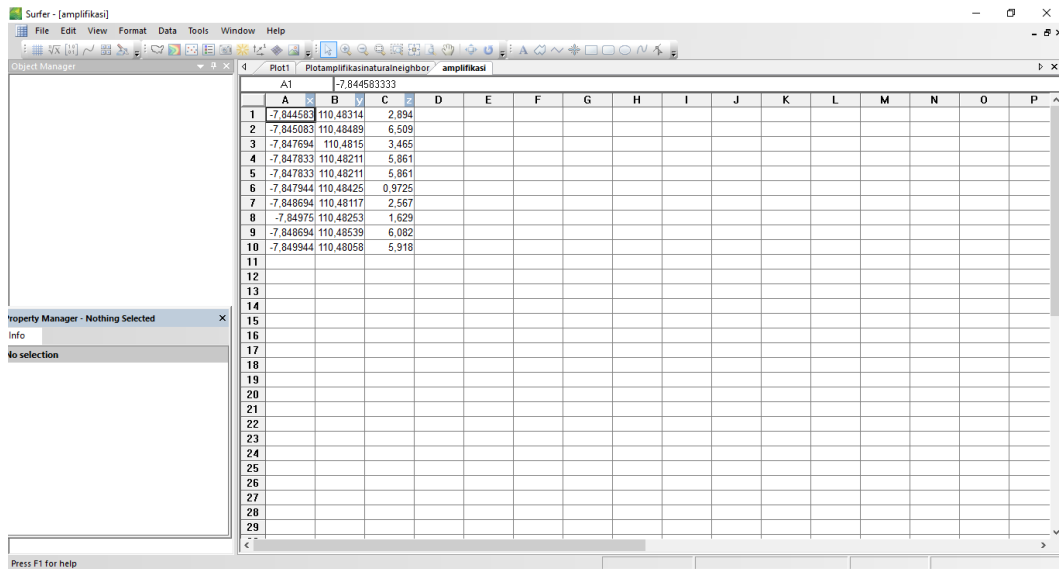 Surfer - [amplifikasi]
File Edit View Format Data Tools Window Help
Object Manager
Plot1 Plotamplifikasinaturalneighbor amplifikasi
A1 -7,844583333
A x B y C z D E F G H I J K L M N O P
1 -7,844583 110,48314 2,894
2 -7,845083 110,48489 6,509
3 -7,847694 110,4815 3,465
4 -7,847833 110,48211 5,861
5 -7,847833 110,48211 5,861
6 -7,847944 110,48425 0,9725
7 -7,848694 110,48117 2,567
8 -7,84975 110,48253 1,629
9 -7,848694 110,48539 6,082
10 -7,849944 110,48058 5,918
11
12
13
14
15
16
17
18
19
20
21
22
23
24
25
26
27
28
29
Property Manager - Nothing Selected
Info
No selection
Press F1 for help